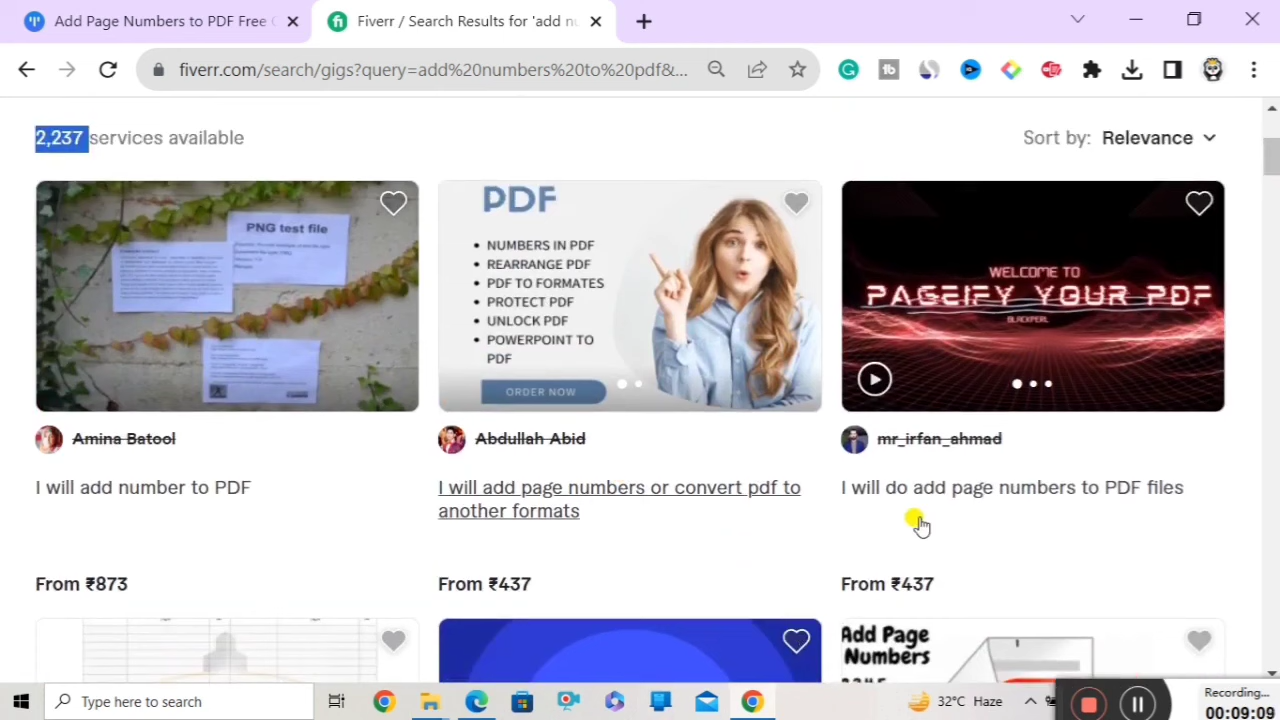 Add Page Numbers to PDF Free
Fiverr / Search Results for 'add nu
fiverr.com/search/gigs?query=add%20numbers%20to%20pdf&...
2,237 services available
Sort by: Relevance
PNG test file
PDF
• NUMBERS IN PDF
• REARRANGE PDF
• PDF TO FORMATES
• PROTECT PDF
• UNLOCK PDF
• POWERPOINT TO
PDF
ORDER NOW
WELCOME TO
PAGEIFY YOUR PDF
BLACKPERL
Amina Batool
Abdullah Abid
mr_irfan_ahmad
I will add number to PDF
I will add page numbers or convert pdf to
another formats
I will do add page numbers to PDF files
From ₹873
From ₹437
From ₹437
Add Page
Numbers
Type here to search
32°C Haze
Recording...
00:09:09